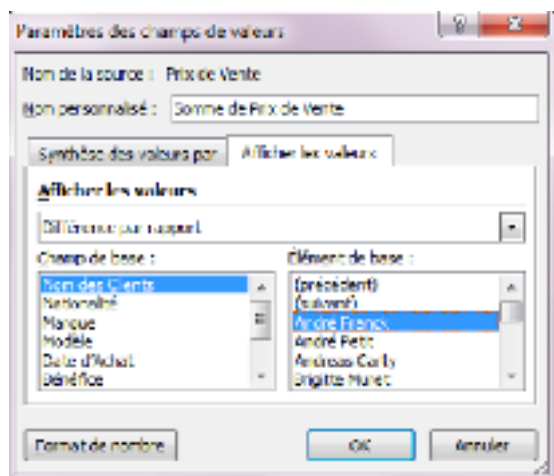 Paramètres des champs de valeurs
Nom de la source : Prix de Vente
Nom personnalisé : Somme de Prix de Vente
Synthèse des valeurs par
Afficher les valeurs
Afficher les valeurs
Différence par rapport
Champ de base :
Élément de base :
Nom des Clients
Nationalité
Marque
Modèle
Date d'Achat
Bénéfice
(précédent)
(suivant)
André Franck
André Petit
Andreas Carly
Brigitte Muret
Format de nombre
OK
Annuler